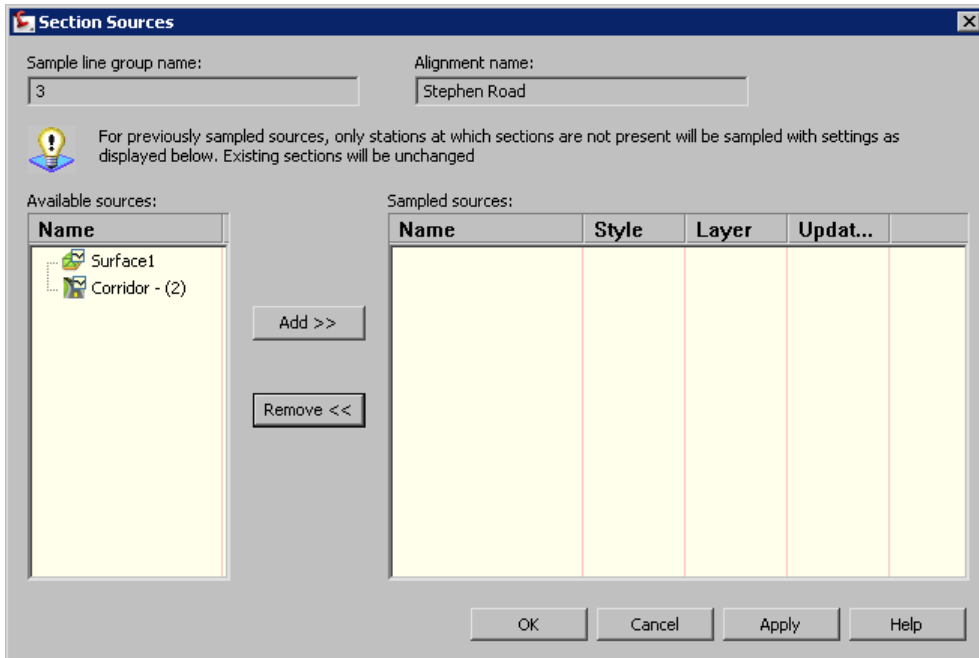 Section Sources
Sample line group name:
Alignment name:
3
Stephen Road
For previously sampled sources, only stations at which sections are not present will be sampled with settings as
displayed below. Existing sections will be unchanged
Available sources:
Sampled sources:
Name
Name Style Layer Updat...
Surface1
Corridor - (2)
Add >>
Remove <<
OK Cancel Apply Help